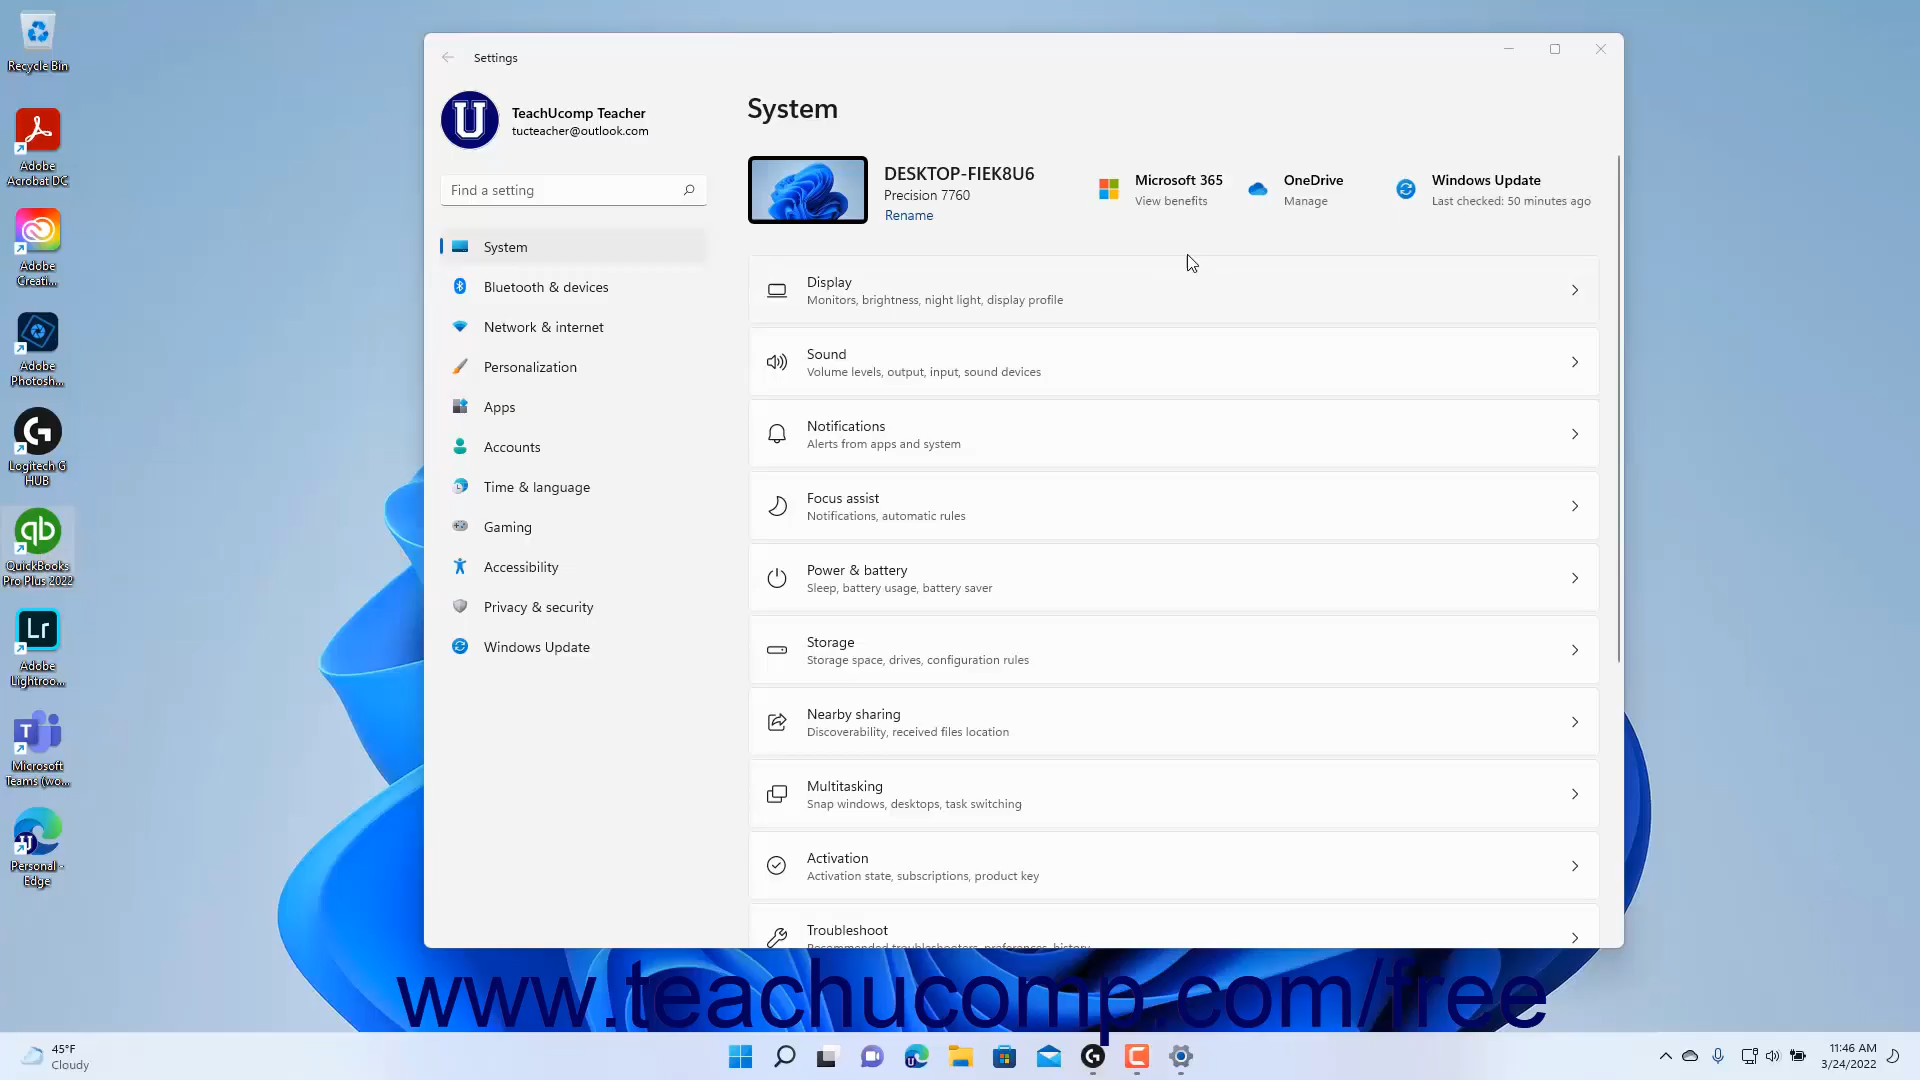 Recycle Bin
Adobe
Acrobat DC
Adobe
Creati...
Adobe
Photosh...
Logitech G
HUB
qb
QuickBooks
Pro Plus 2022
Lr
Adobe
Lightroo...
T
Microsoft
Teams (wo...
Personal -
Edge
Settings
U
TeachUcomp Teacher
tucteacher@outlook.com
Find a setting
System
Bluetooth & devices
Network & internet
Personalization
Apps
Accounts
Time & language
Gaming
Accessibility
Privacy & security
Windows Update
System
DESKTOP-FIEK8U6
Precision 7760
Rename
Microsoft 365
View benefits
OneDrive
Manage
Windows Update
Last checked: 50 minutes ago
Display
Monitors, brightness, night light, display profile
Sound
Volume levels, output, input, sound devices
Notifications
Alerts from apps and system
Focus assist
Notifications, automatic rules
Power & battery
Sleep, battery usage, battery saver
Storage
Storage space, drives, configuration rules
Nearby sharing
Discoverability, received files location
Multitasking
Snap windows, desktops, task switching
Activation
Activation state, subscriptions, product key
Troubleshoot
Recommended troubleshooters, preferences, history
www.teachucomp.com/free
45°F
Cloudy
11:46 AM
3/24/2022